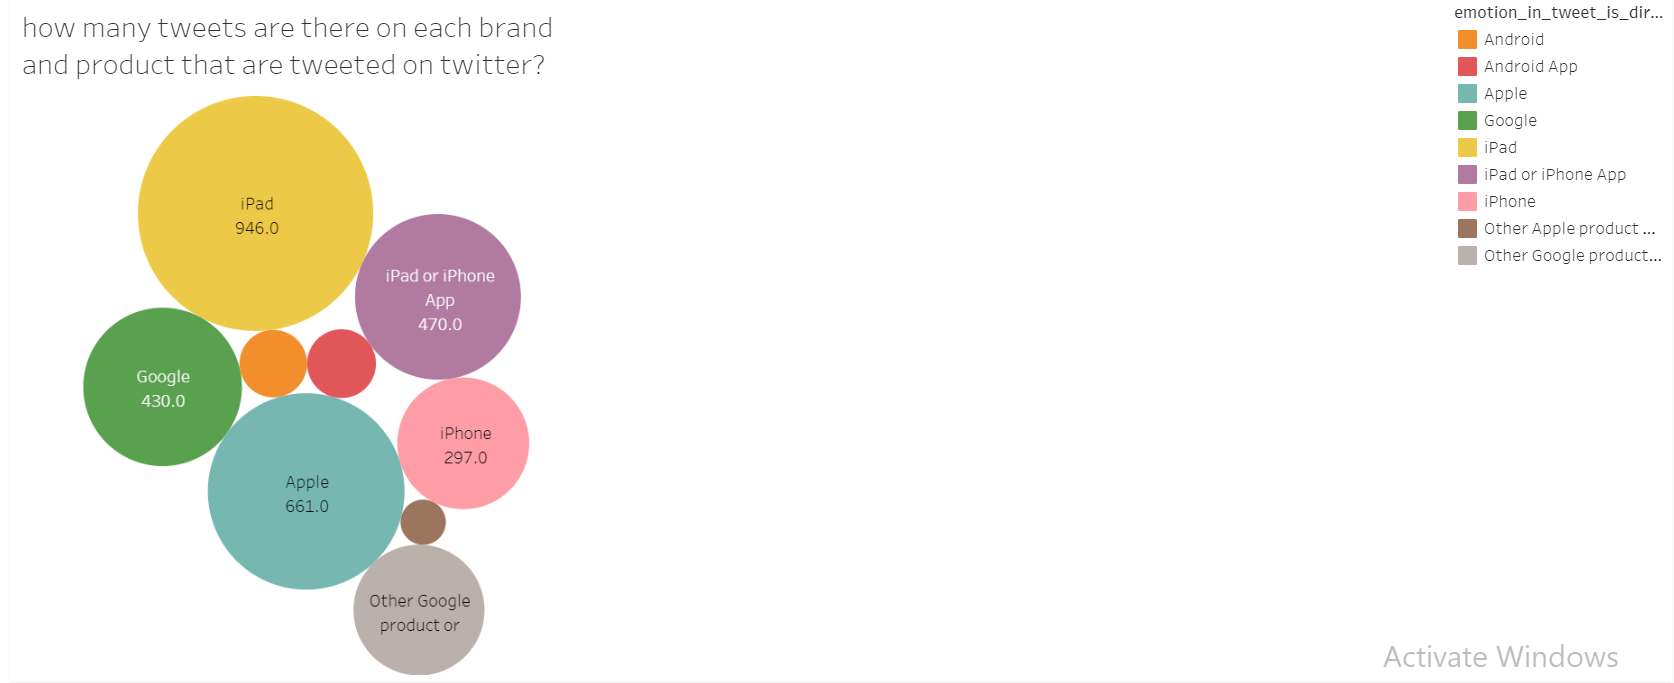 how many tweets are there on each brand
and product that are tweeted on twitter?
iPad
946.0
iPad or iPhone
App
470.0
Google
430.0
iPhone
297.0
Apple
661.0
Other Google
product or
emotion_in_tweet_is_dir...
Android
Android App
Apple
Google
iPad
iPad or iPhone App
iPhone
Other Apple product ...
Other Google product...
Activate Windows